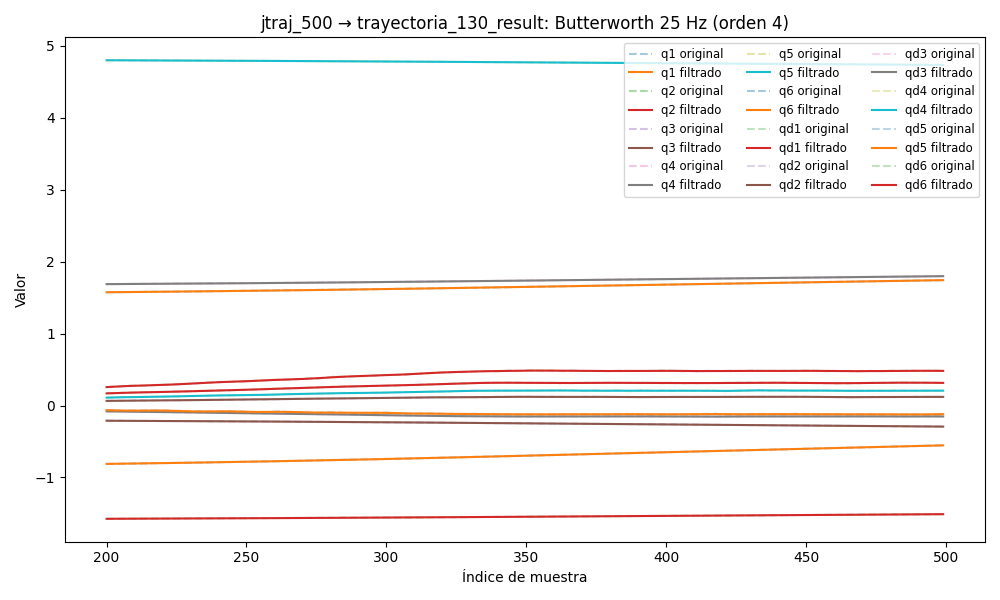 jtraj_500 → trayectoria_130_result: Butterworth 25 Hz (orden 4)
5
4
3
2
1
0
−1
Valor
q1 original
q1 filtrado
q2 original
q2 filtrado
q3 original
q3 filtrado
q4 original
q4 filtrado
q5 original
q5 filtrado
q6 original
q6 filtrado
qd1 original
qd1 filtrado
qd2 original
qd2 filtrado
qd3 original
qd3 filtrado
qd4 original
qd4 filtrado
qd5 original
qd5 filtrado
qd6 original
qd6 filtrado
200
250
300
350
400
450
500
Índice de muestra